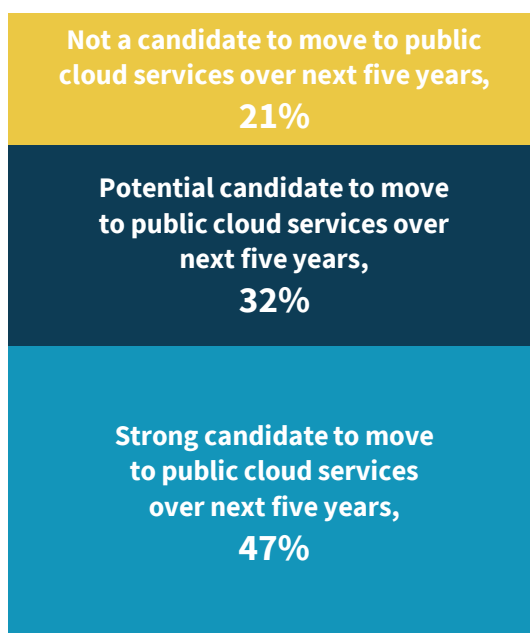 Not a candidate to move to public
cloud services over next five years,
21%
Potential candidate to move
to public cloud services over
next five years,
32%
Strong candidate to move
to public cloud services
over next five years,
47%